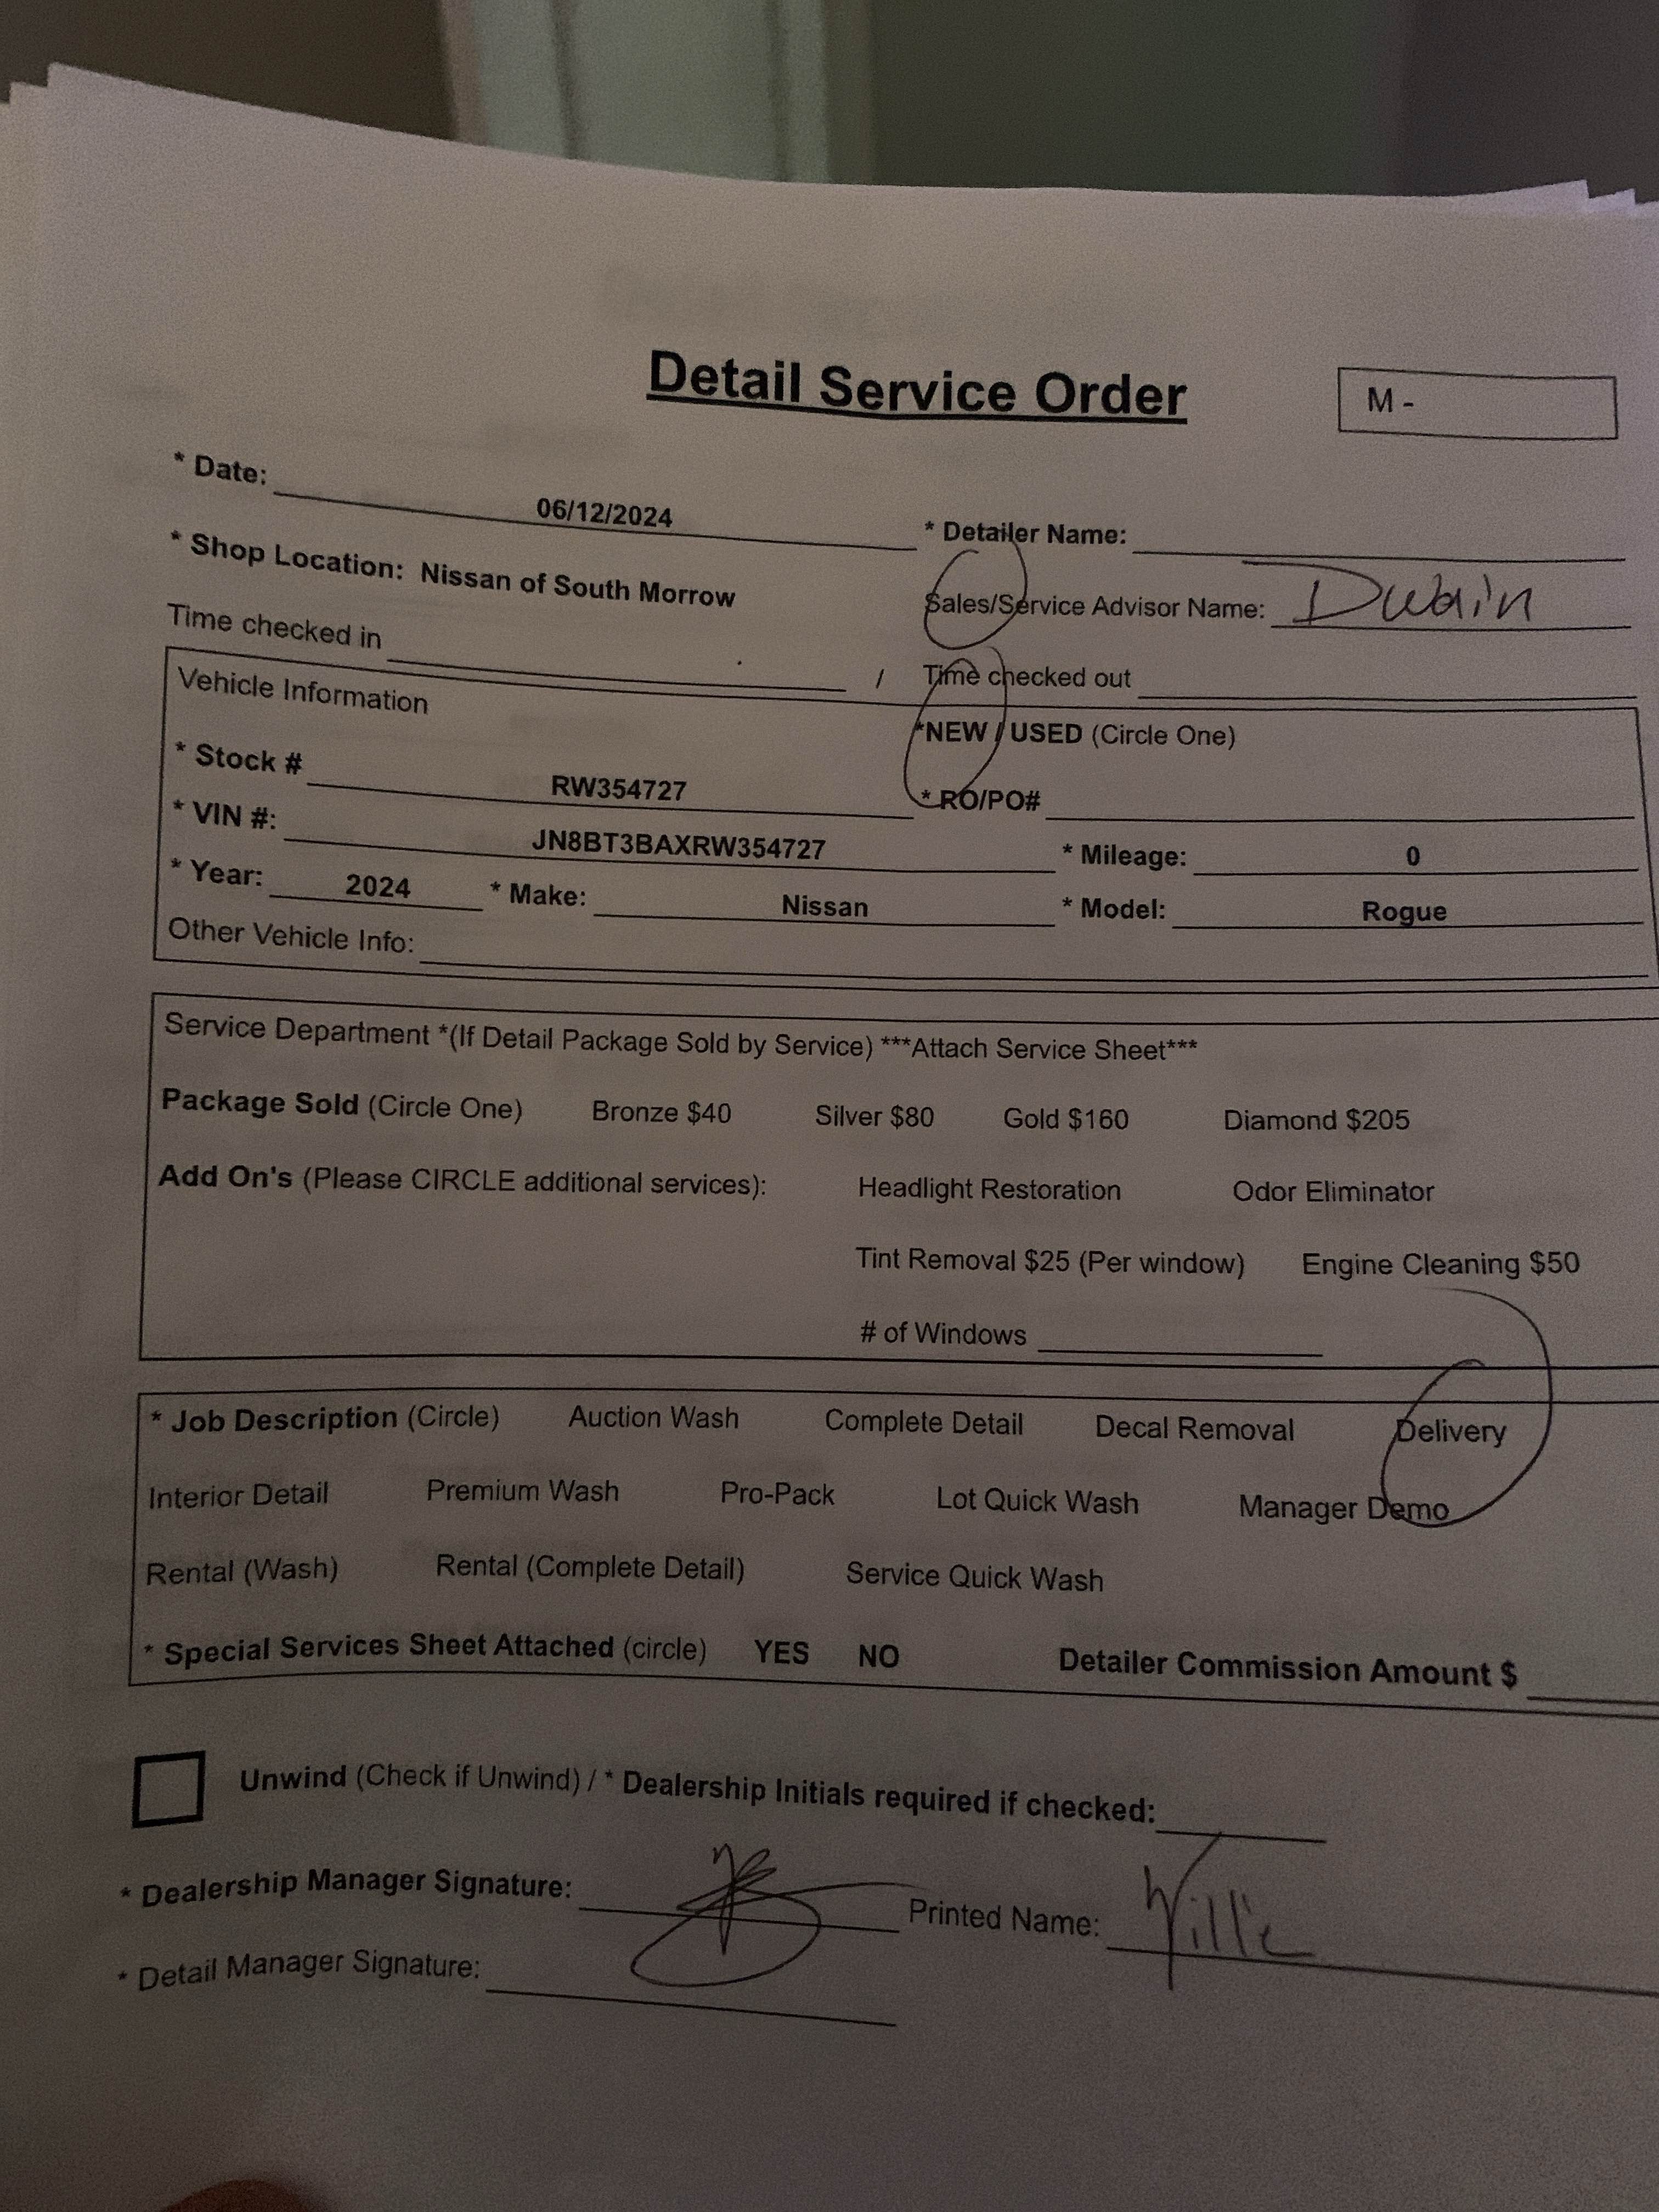 Detail Service Order
M -
* Date: 06/12/2024
* Detailer Name:
* Shop Location: Nissan of South Morrow
Sales/Service Advisor Name: Dwain
Time checked in / Time checked out
Vehicle Information
*NEW / USED (Circle One)
* Stock # RW354727
* RO/PO#
* VIN #: JN8BT3BAXRW354727 * Mileage: 0
* Year: 2024 * Make: Nissan * Model: Rogue
Other Vehicle Info:
Service Department *(If Detail Package Sold by Service) ***Attach Service Sheet***
Package Sold (Circle One) Bronze $40 Silver $80 Gold $160 Diamond $205
Add On's (Please CIRCLE additional services): Headlight Restoration Odor Eliminator
Tint Removal $25 (Per window) Engine Cleaning $50
# of Windows
* Job Description (Circle) Auction Wash Complete Detail Decal Removal Delivery
Interior Detail Premium Wash Pro-Pack Lot Quick Wash Manager Demo
Rental (Wash) Rental (Complete Detail) Service Quick Wash
* Special Services Sheet Attached (circle) YES NO Detailer Commission Amount $
Unwind (Check if Unwind) / * Dealership Initials required if checked:
* Dealership Manager Signature: Printed Name:
* Detail Manager Signature: